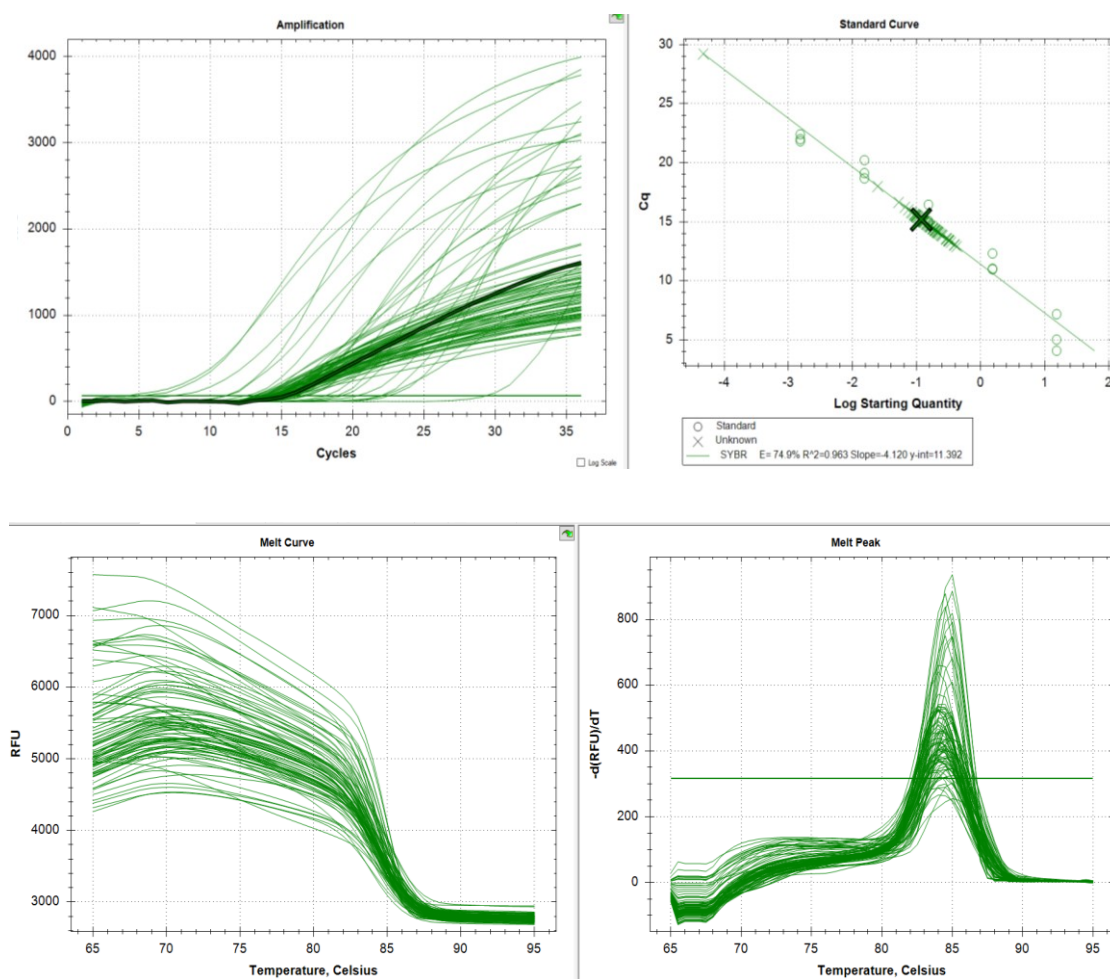 Amplification
4000
3000
2000
1000
0
0 5 10 15 20 25 30 35
Cycles
Log Scale
Standard Curve
30
25
20
15
10
5
Cq
-4 -3 -2 -1 0 1 2
Log Starting Quantity
Standard
Unknown
SYBR E= 74.9% R^2=0.963 Slope=-4.120 y-int=11.392
Melt Curve
7000
6000
5000
4000
3000
RFU
65 70 75 80 85 90 95
Temperature, Celsius
Melt Peak
800
600
400
200
0
-d(RFU)/dT
65 70 75 80 85 90 95
Temperature, Celsius